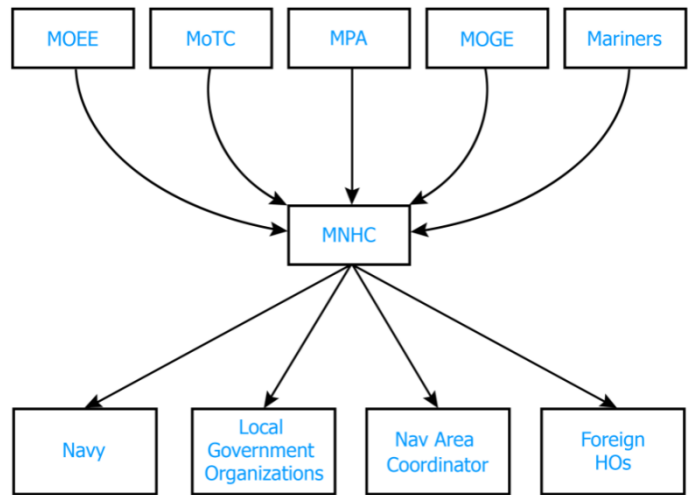 MOEE
MoTC
MPA
MOGE
Mariners
MNHC
Navy
Local
Government
Organizations
Nav Area
Coordinator
Foreign
HOs